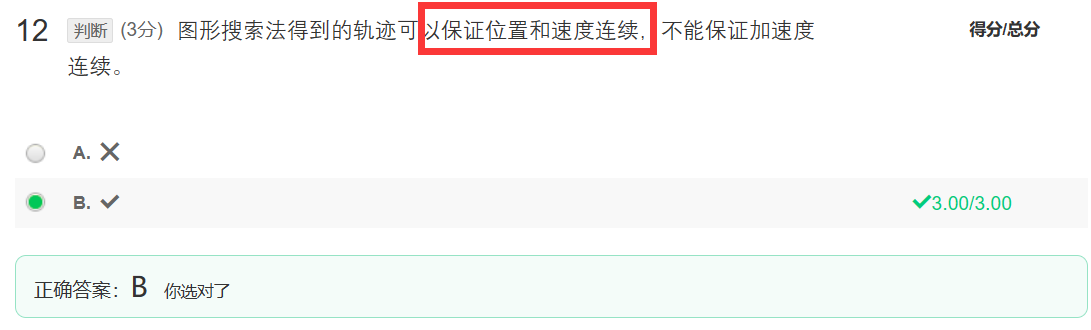 12 判断 (3分) 图形搜索法得到的轨迹可以保证位置和速度连续，不能保证加速度 得分/总分
连续。
A. ✕
B. ✓ ✓3.00/3.00
正确答案：B 你选对了